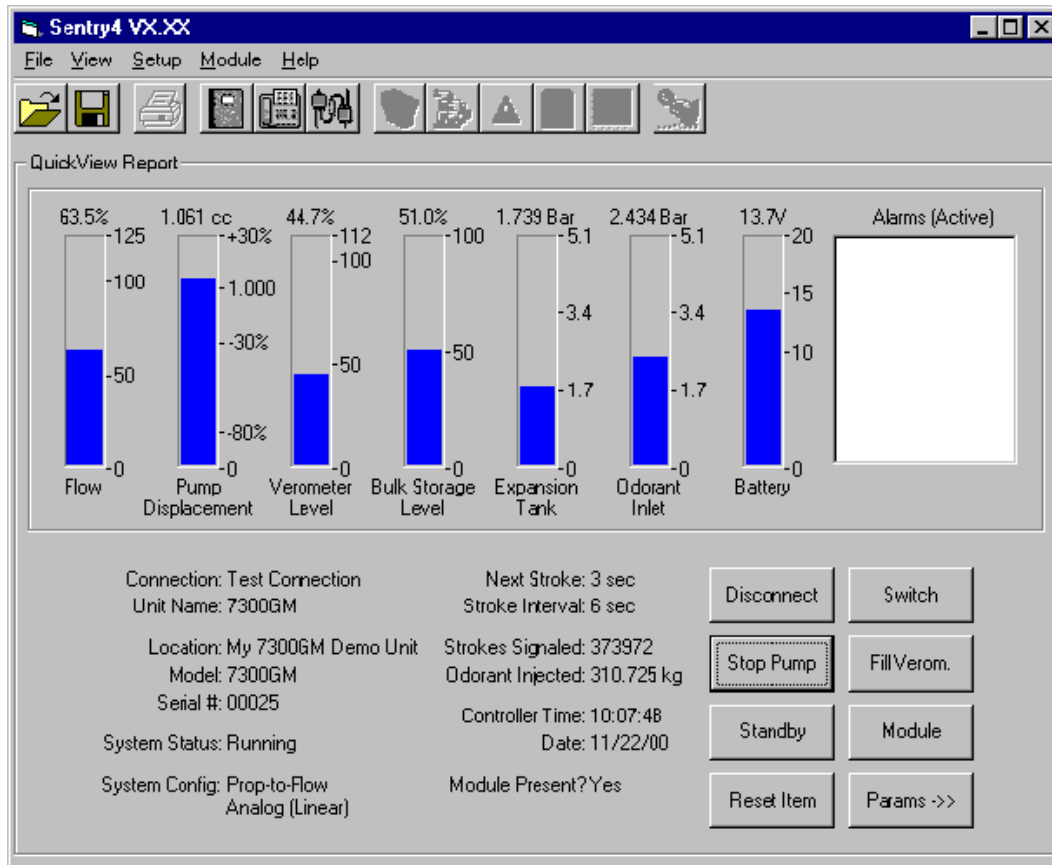 Sentry4 VX.XX
File View Setup Module Help
QuickView Report
63.5% 1.061 cc 44.7% 51.0% 1.739 Bar 2.434 Bar 13.7V Alarms (Active)
125 +30% 112 100 5.1 5.1 20
100 1.000 100 3.4 3.4 15
50 -30% 50 50 1.7 1.7 10
-80%
0 0 0 0 0 0 0
Flow Pump Verometer Bulk Storage Expansion Odorant Battery
Displacement Level Level Tank Inlet
Connection: Test Connection
Unit Name: 7300GM
Location: My 7300GM Demo Unit
Model: 7300GM
Serial #: 00025
System Status: Running
System Config: Prop-to-Flow
Analog (Linear)
Next Stroke: 3 sec
Stroke Interval: 6 sec
Strokes Signaled: 373972
Odorant Injected: 310.725 kg
Controller Time: 10:07:48
Date: 11/22/00
Module Present? Yes
Disconnect Switch
Stop Pump Fill Verom.
Standby Module
Reset Item Params ->>